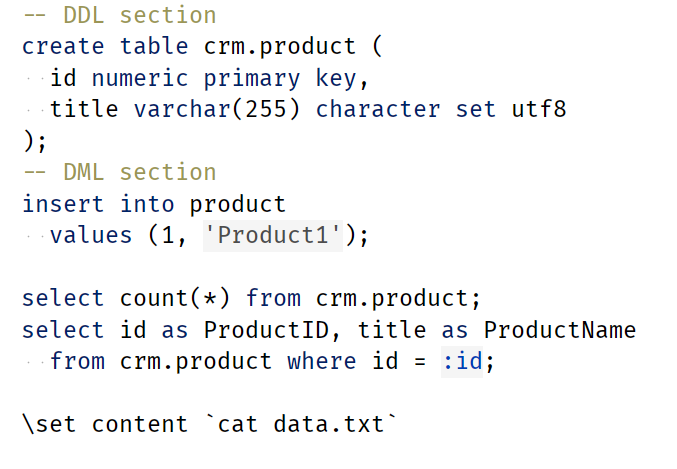 -- DDL section
create table crm.product (
  id numeric primary key,
  title varchar(255) character set utf8
);
-- DML section
insert into product
  values (1, 'Product1');

select count(*) from crm.product;
select id as ProductID, title as ProductName
  from crm.product where id = :id;

\set content `cat data.txt`